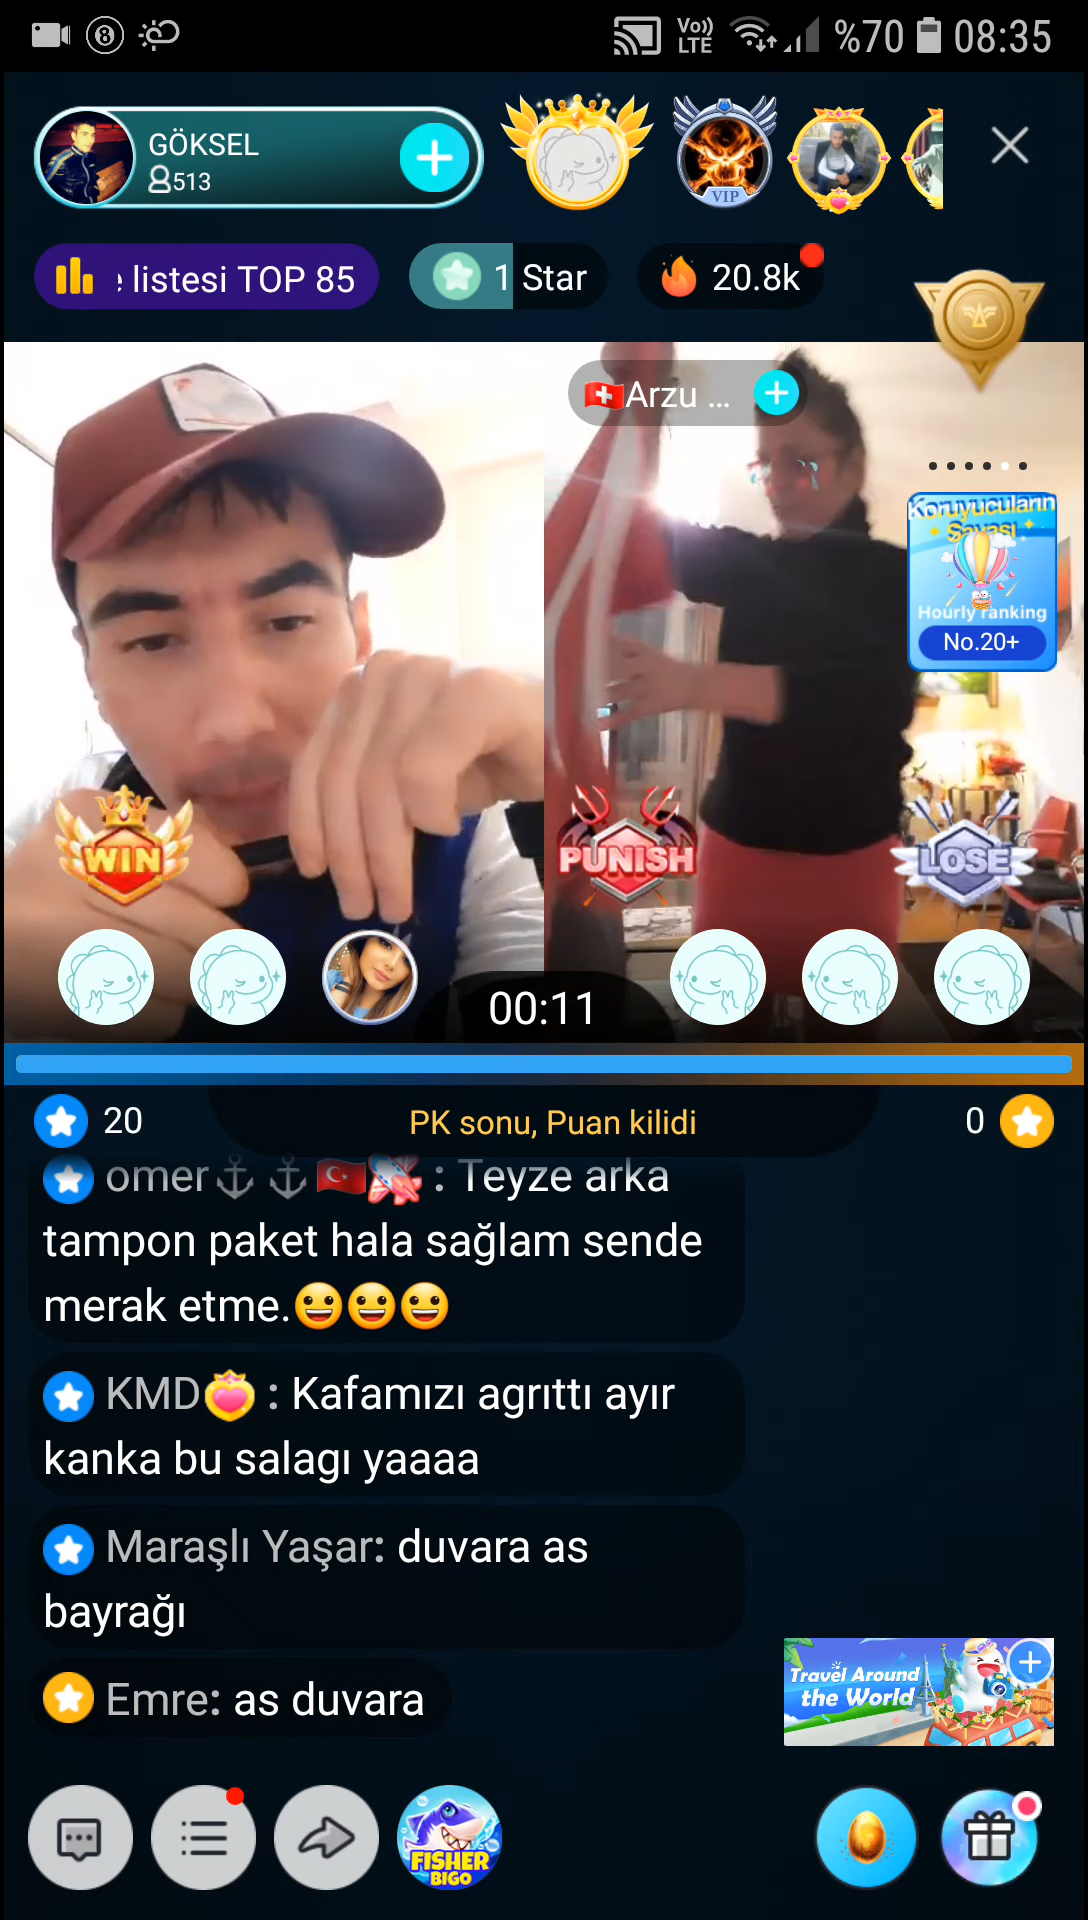 Vo)) LTE %70 08:35
GÖKSEL
513
VIP
listesi TOP 85
1 Star
20.8k
Arzu ...
Koruyucuların
Savaşı
Hourly ranking
No.20+
WIN
PUNISH
LOSE
00:11
20
PK sonu, Puan kilidi
0
omer⚓⚓🇹🇷🚀 : Teyze arka
tampon paket hala sağlam sende
merak etme.😀😀😀
KMD : Kafamızı agrıttı ayır
kanka bu salagı yaaaa
Maraşlı Yaşar: duvara as
bayrağı
Emre: as duvara
Travel Around
the World
FISHER
BIGO